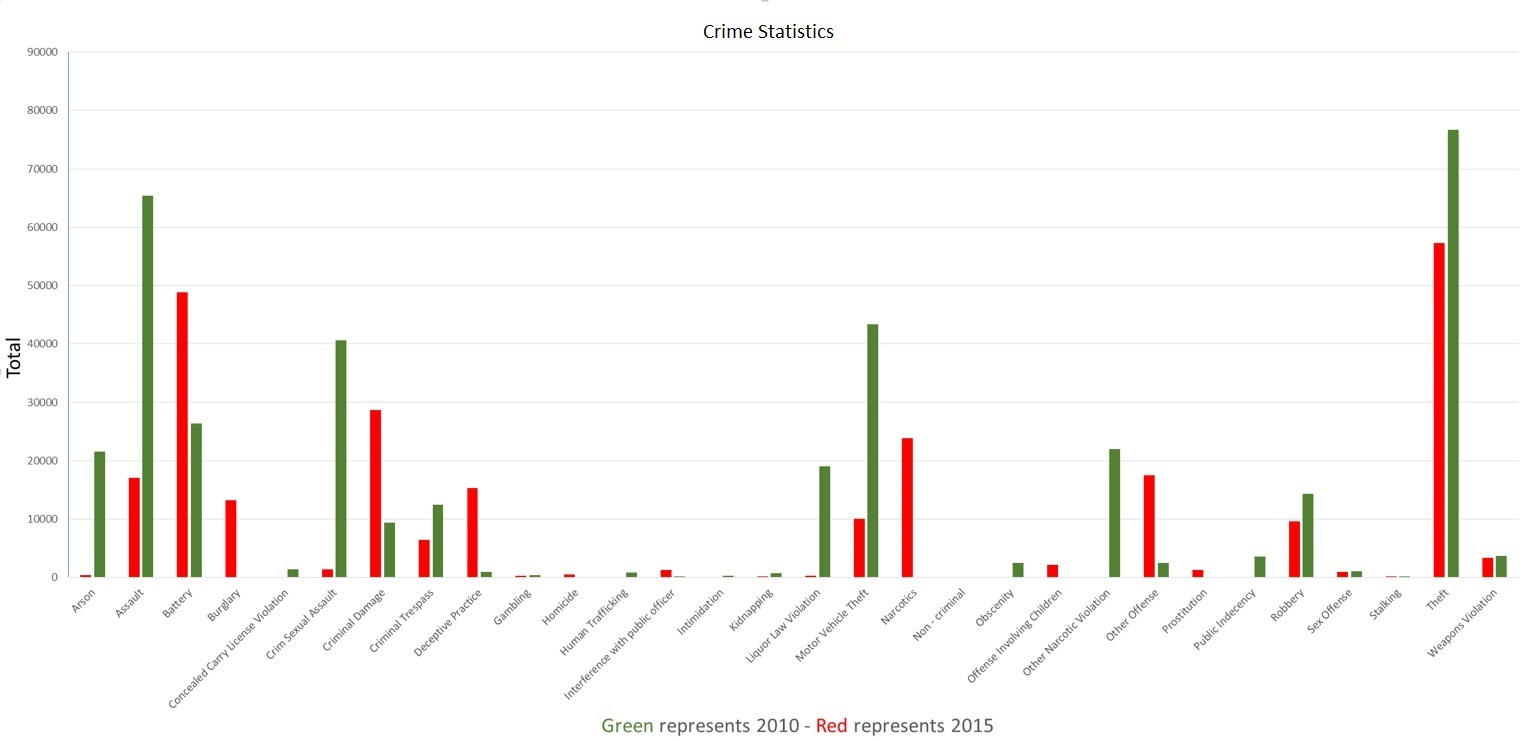 Crime Statistics
90000
80000
70000
60000
50000
40000
30000
20000
10000
0
Total
Arson
Assault
Battery
Burglary
Concealed Carry License Violation
Crim Sexual Assault
Criminal Damage
Criminal Trespass
Deceptive Practice
Gambling
Homicide
Human Trafficking
Interference with public officer
Intimidation
Kidnapping
Liquor Law Violation
Motor Vehicle Theft
Narcotics
Non - criminal
Obscenity
Offense Involving Children
Other Narcotic Violation
Other Offense
Prostitution
Public Indecency
Robbery
Sex Offense
Stalking
Theft
Weapons Violation
Green represents 2010 - Red represents 2015